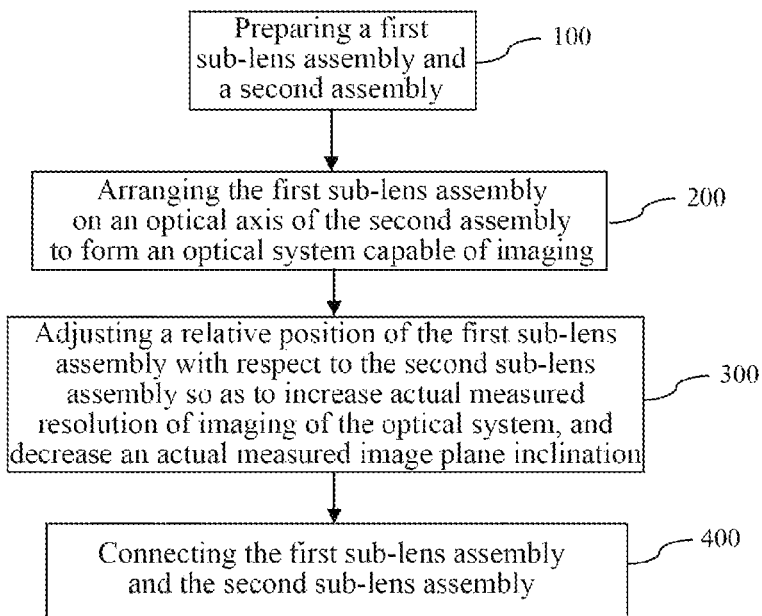 Preparing a first
sub-lens assembly and
a second assembly
100
Arranging the first sub-lens assembly
on an optical axis of the second assembly
to form an optical system capable of imaging
200
Adjusting a relative position of the first sub-lens
assembly with respect to the second sub-lens
assembly so as to increase actual measured
resolution of imaging of the optical system, and
decrease an actual measured image plane inclination
300
Connecting the first sub-lens assembly
and the second sub-lens assembly
400